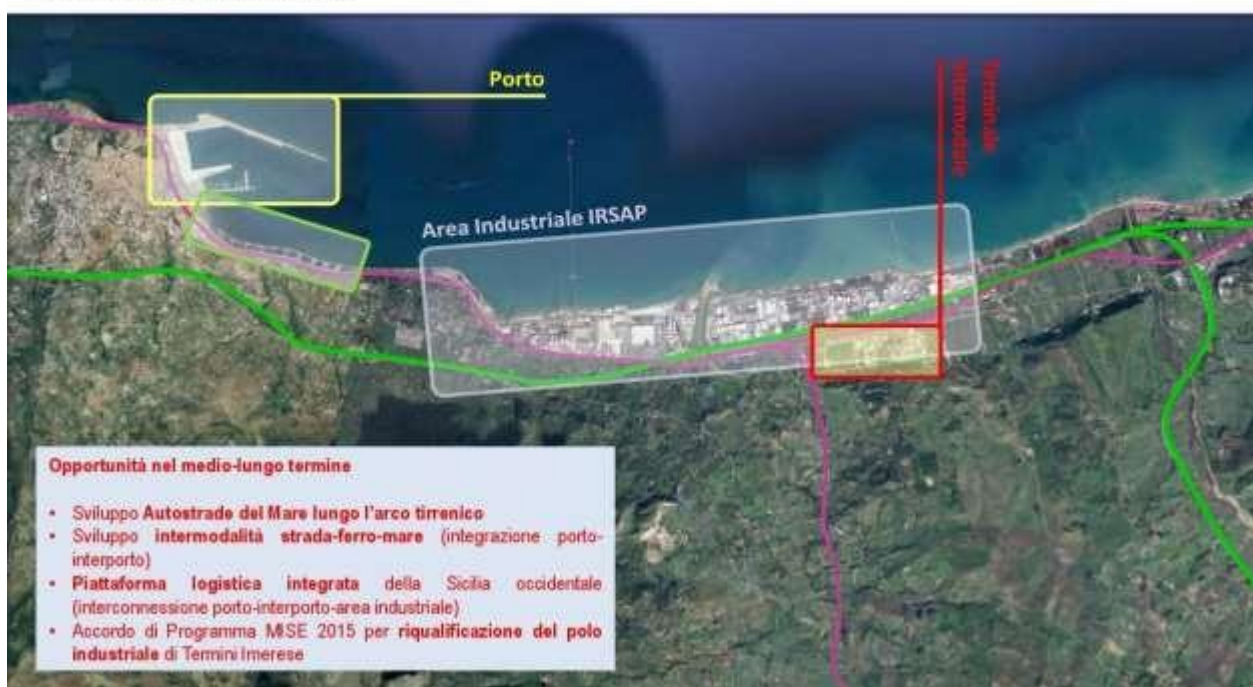 Porto
Terminale
Intermodale
Area Industriale IRSAP
Opportunità nel medio-lungo termine
• Sviluppo Autostrade del Mare lungo l'arco tirrenico
• Sviluppo intermodalità strada-ferro-mare (integrazione porto-
interporto)
• Piattaforma logistica integrata della Sicilia occidentale
(interconnessione porto-interporto-area industriale)
• Accordo di Programma MISE 2015 per riqualificazione del polo
industriale di Termini Imerese